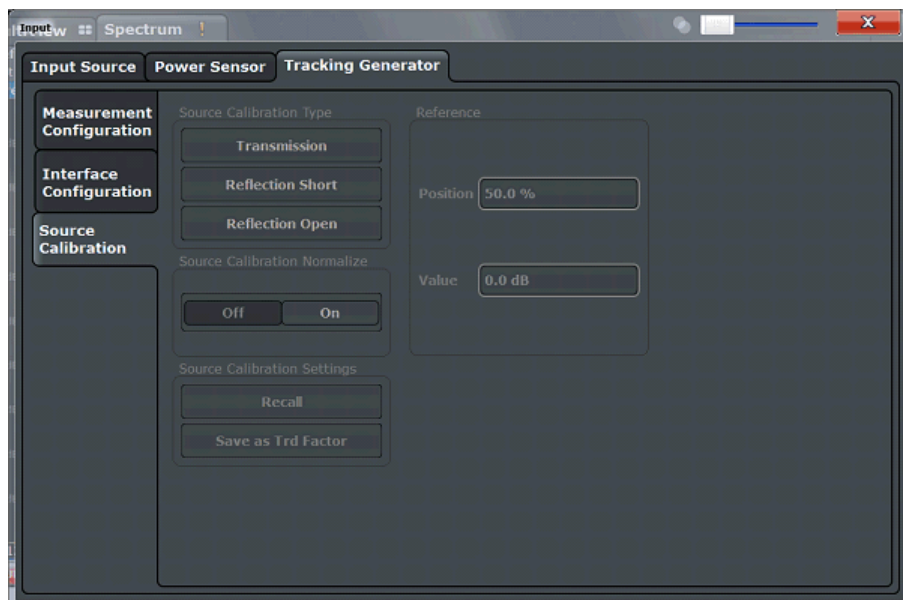 Input
w Spectrum !
X
Input Source Power Sensor Tracking Generator
Measurement
Configuration
Interface
Configuration
Source
Calibration
Source Calibration Type
Transmission
Reflection Short
Reflection Open
Source Calibration Normalize
Off On
Source Calibration Settings
Recall
Save as Trd Factor
Reference
Position 50.0 %
Value 0.0 dB